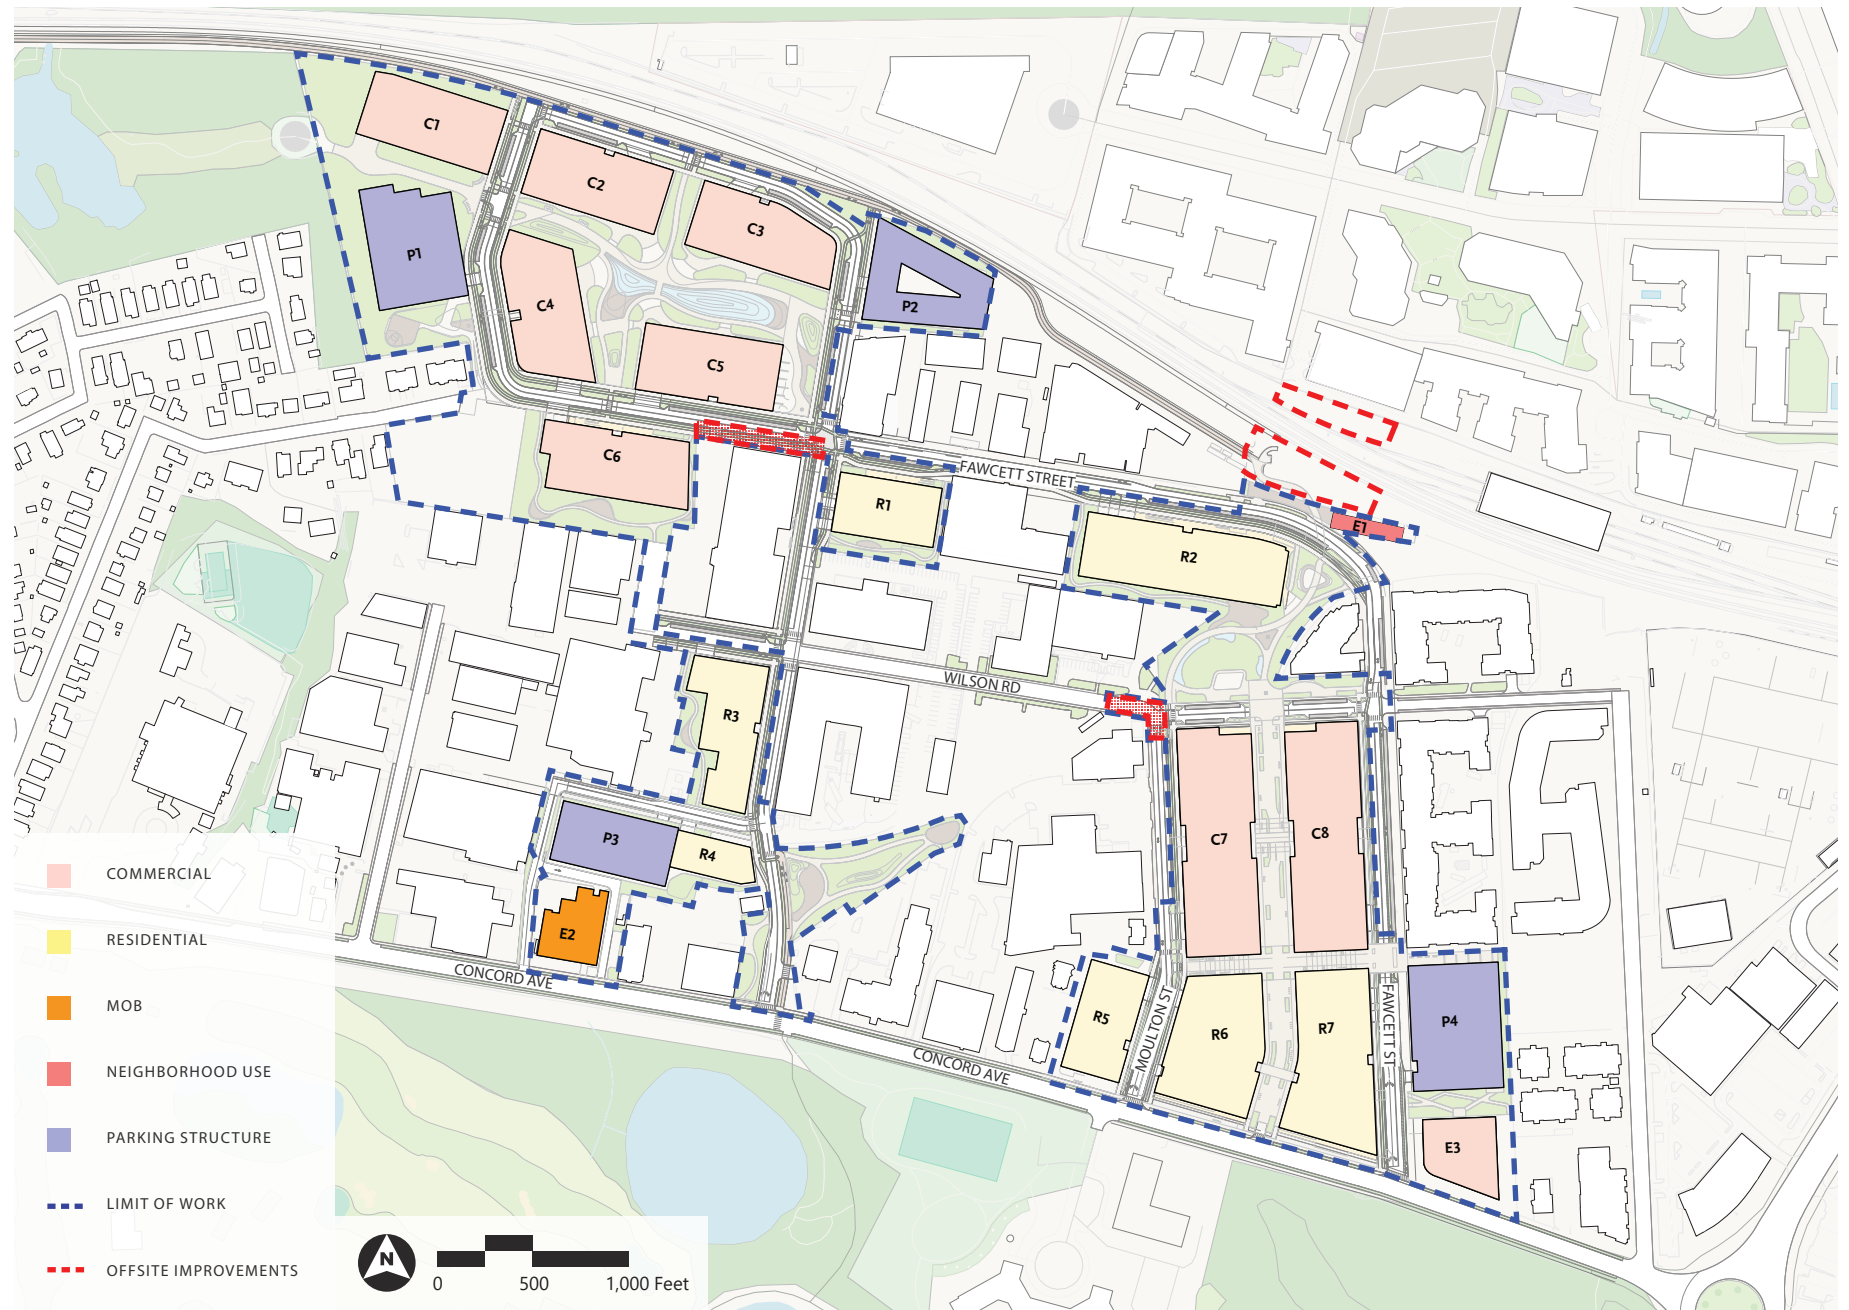 C1
C2
C3
P1
C4
P2
C5
C6
FAWCETT STREET
R1
E1
R2
WILSON RD
R3
C7
C8
P3
R4
E2
CONCORD AVE
R5
MOULTON ST
R6
R7
FAWCETT ST
P4
CONCORD AVE
E3
COMMERCIAL
RESIDENTIAL
MOB
NEIGHBORHOOD USE
PARKING STRUCTURE
LIMIT OF WORK
OFFSITE IMPROVEMENTS
N
0 500 1,000 Feet